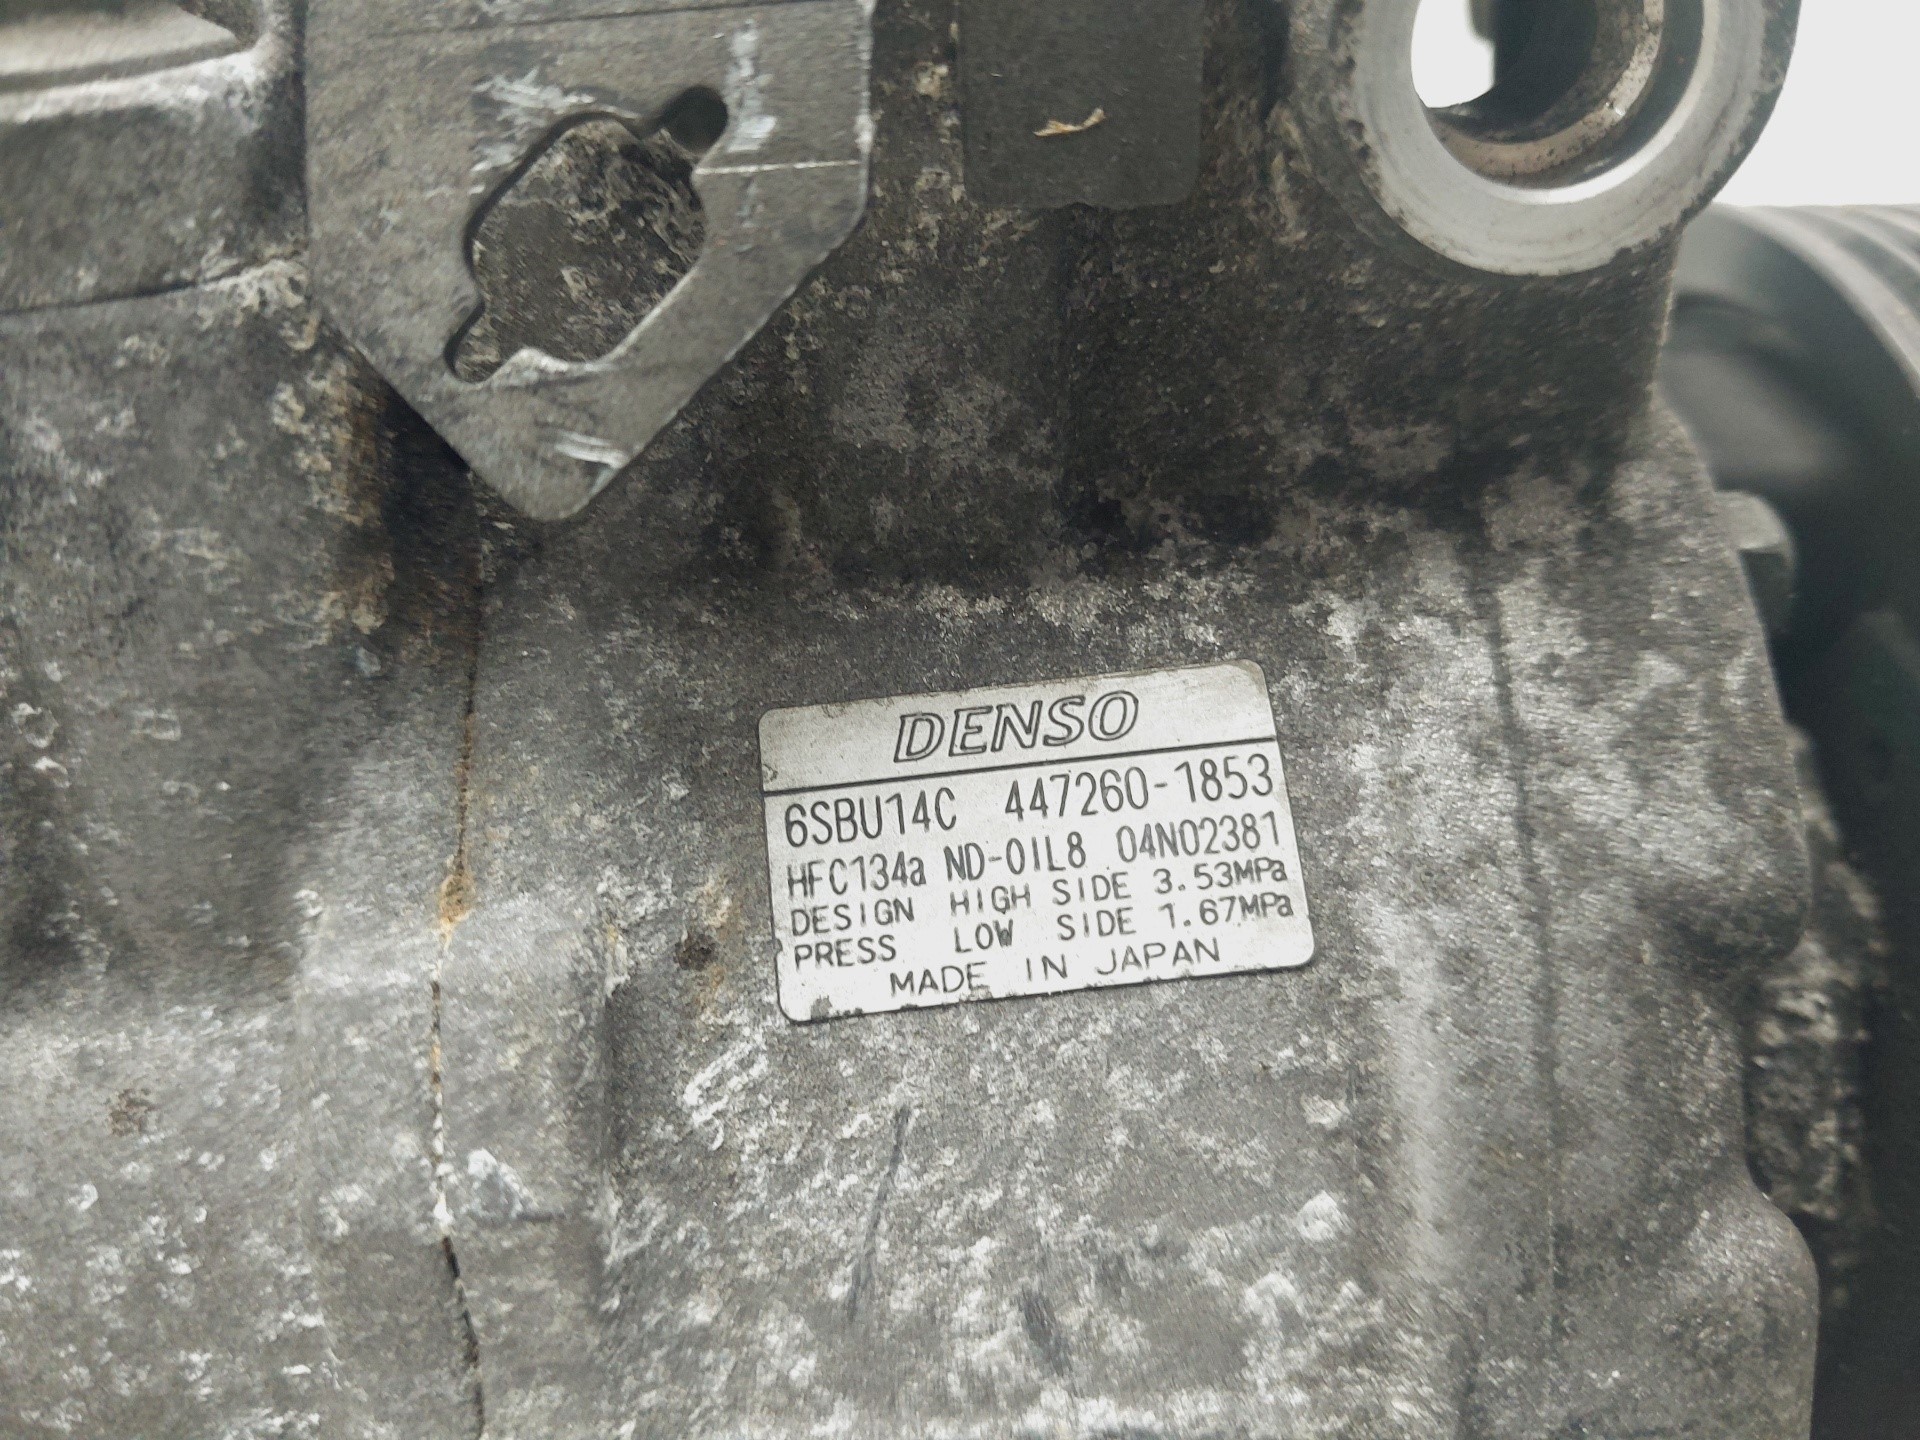 DENSO
6SBU14C 447260-1853
HFC134a ND-OIL8 04N02381
DESIGN HIGH SIDE 3.53MPa
PRESS LOW SIDE 1.67MPa
MADE IN JAPAN